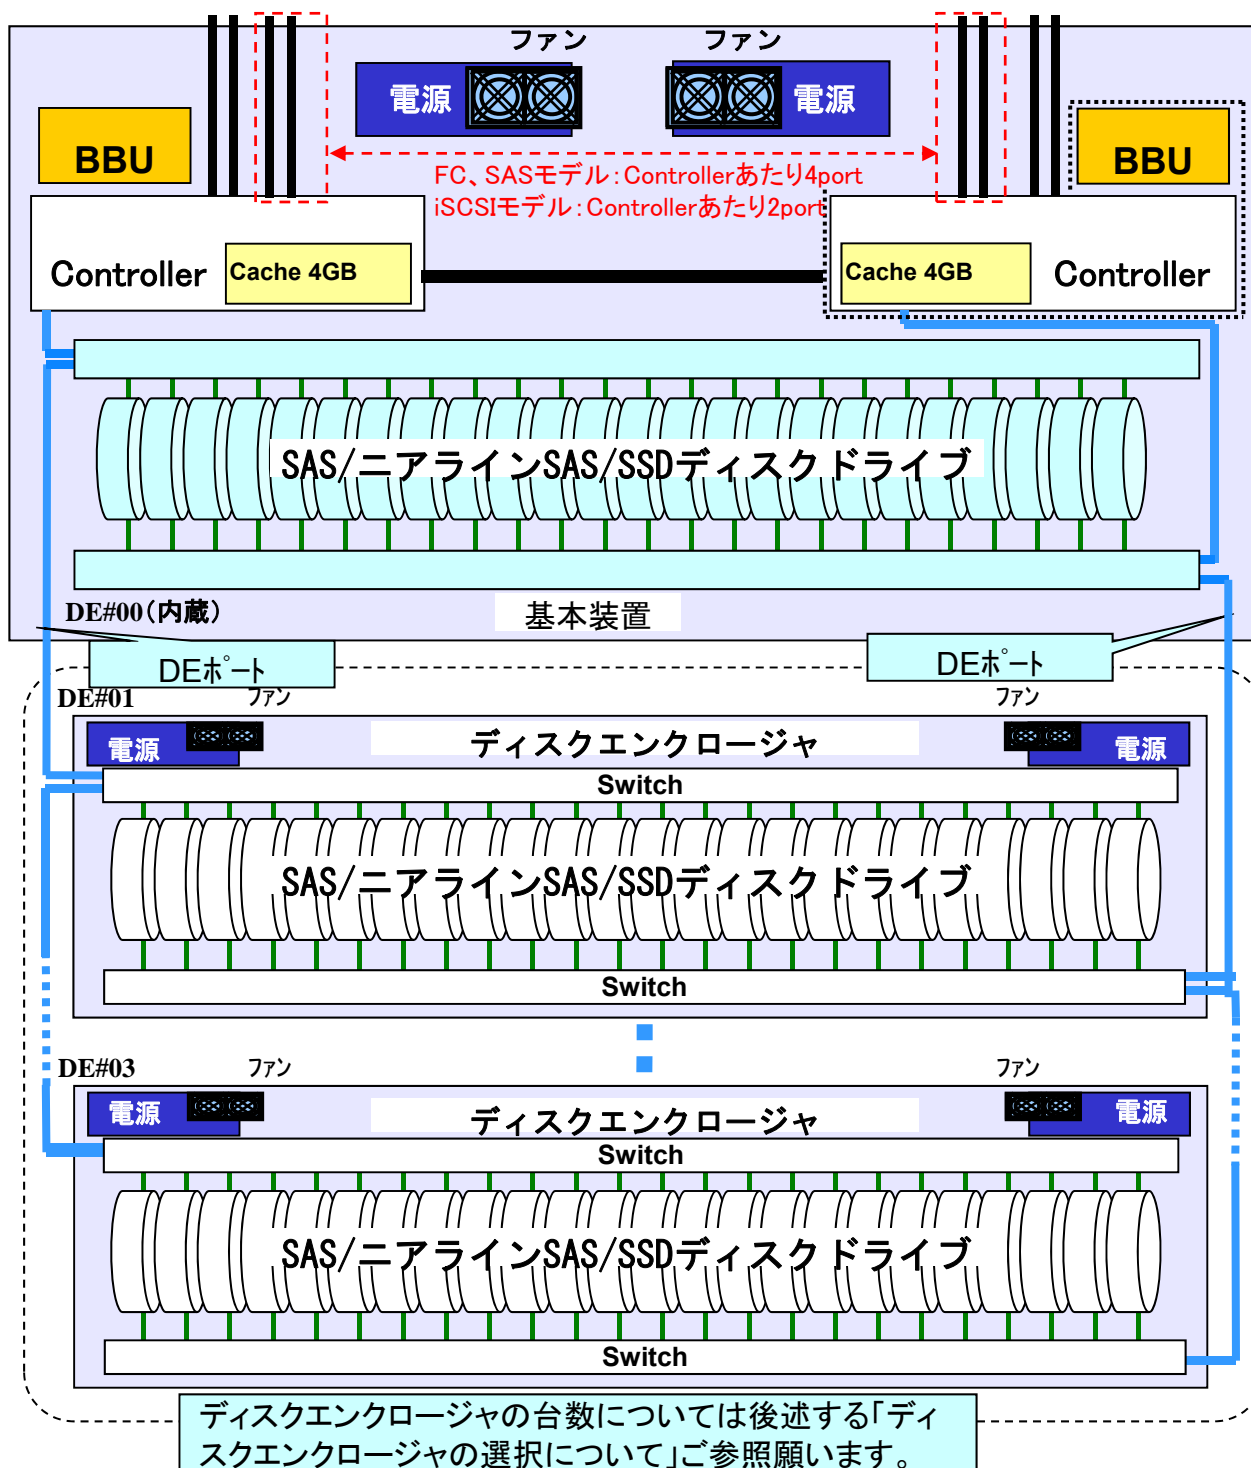 ファン
ファン
電源
電源
BBU
BBU
FC、SASモデル：Controllerあたり4port
iSCSIモデル：Controllerあたり2port
Controller
Cache 4GB
Cache 4GB
Controller
SAS/ニアラインSAS/SSDディスクドライブ
DE#00（内蔵）
基本装置
DEﾎﾟｰﾄ
DEﾎﾟｰﾄ
DE#01
ﾌｧﾝ
ﾌｧﾝ
電源
ディスクエンクロージャ
電源
Switch
SAS/ニアラインSAS/SSDディスクドライブ
Switch
DE#03
ﾌｧﾝ
ﾌｧﾝ
電源
ディスクエンクロージャ
電源
Switch
SAS/ニアラインSAS/SSDディスクドライブ
Switch
ディスクエンクロージャの台数については後述する「ディ
スクエンクロージャの選択について」ご参照願います。